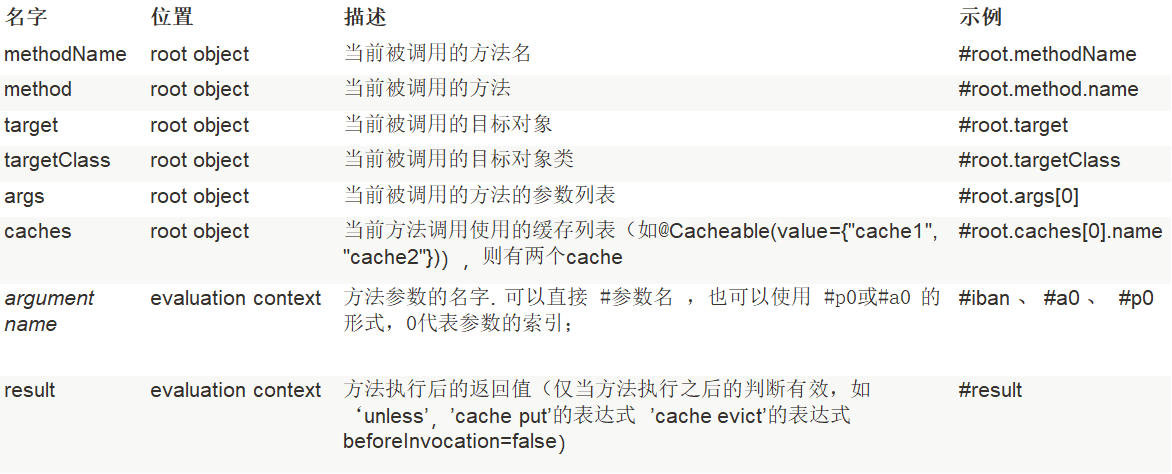 名字 位置 描述 示例
methodName root object 当前被调用的方法名 #root.methodName
method root object 当前被调用的方法 #root.method.name
target root object 当前被调用的目标对象 #root.target
targetClass root object 当前被调用的目标对象类 #root.targetClass
args root object 当前被调用的方法的参数列表 #root.args[0]
caches root object 当前方法调用使用的缓存列表（如@Cacheable(value={"cache1", #root.caches[0].name
"cache2"})），则有两个cache
argument evaluation context 方法参数的名字. 可以直接 #参数名 ，也可以使用 #p0或#a0 的 #iban 、 #a0 、 #p0
name 形式，0代表参数的索引；
result evaluation context 方法执行后的返回值（仅当方法执行之后的判断有效，如 #result
‘unless’，’cache put’的表达式 ’cache evict’的表达式
beforeInvocation=false）